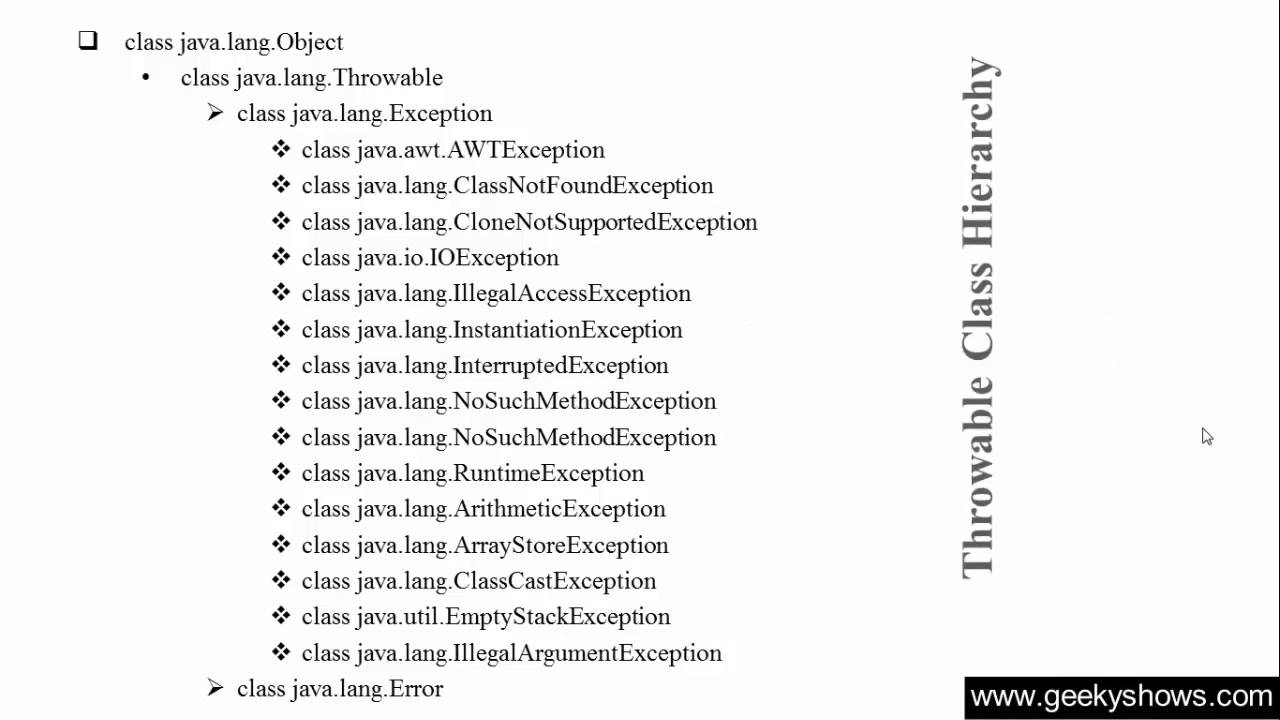 class java.lang.Object
class java.lang.Throwable
class java.lang.Exception
class java.awt.AWTException
class java.lang.ClassNotFoundException
class java.lang.CloneNotSupportedException
class java.io.IOException
class java.lang.IllegalAccessException
class java.lang.InstantiationException
class java.lang.InterruptedException
class java.lang.NoSuchMethodException
class java.lang.NoSuchMethodException
class java.lang.RuntimeException
class java.lang.ArithmeticException
class java.lang.ArrayStoreException
class java.lang.ClassCastException
class java.util.EmptyStackException
class java.lang.IllegalArgumentException
class java.lang.Error
Throwable Class Hierarchy
www.geekyshows.com